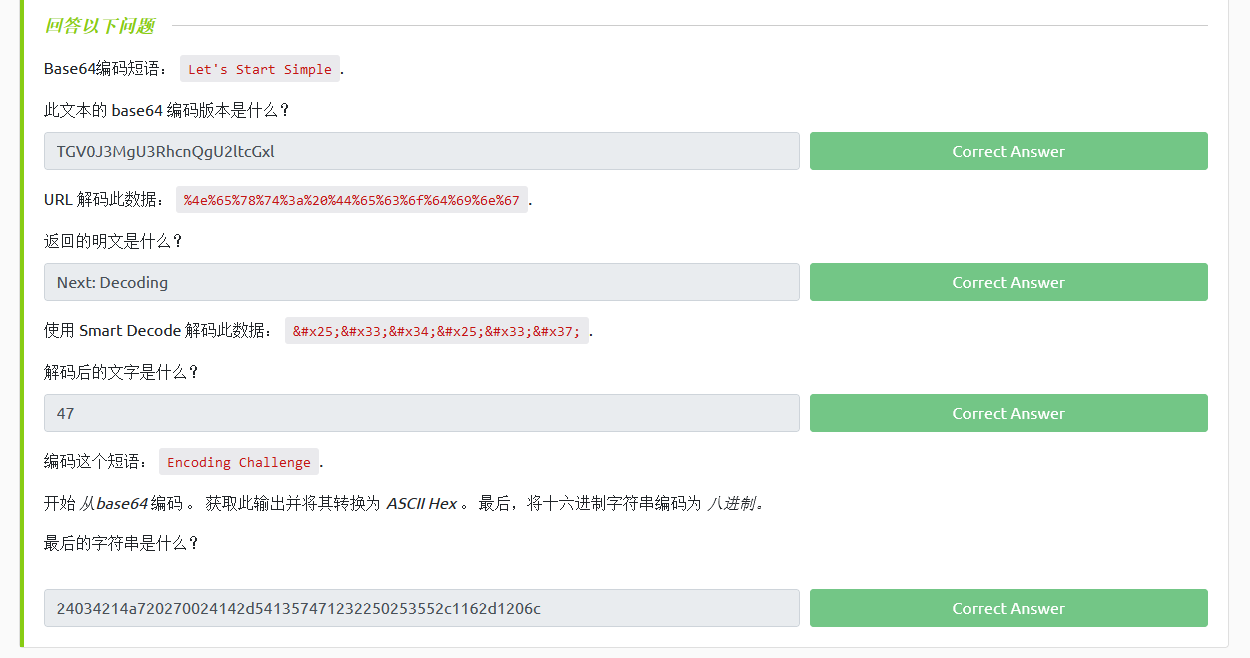 回答以下问题
Base64编码短语： Let's Start Simple .
此文本的 base64 编码版本是什么？
TGV0J3MgU3RhcnQgU2ltcGxl Correct Answer
URL 解码此数据： %4e%65%78%74%3a%20%44%65%63%6f%64%69%6e%67 .
返回的明文是什么？
Next: Decoding Correct Answer
使用 Smart Decode 解码此数据： &#x25;&#x33;&#x34;&#x25;&#x33;&#x37; .
解码后的文字是什么？
47 Correct Answer
编码这个短语： Encoding Challenge .
开始 从base64 编码 。 获取此输出并将其转换为 ASCII Hex 。 最后，将十六进制字符串编码为 八进制。
最后的字符串是什么？
24034214a720270024142d541357471232250253552c1162d1206c Correct Answer